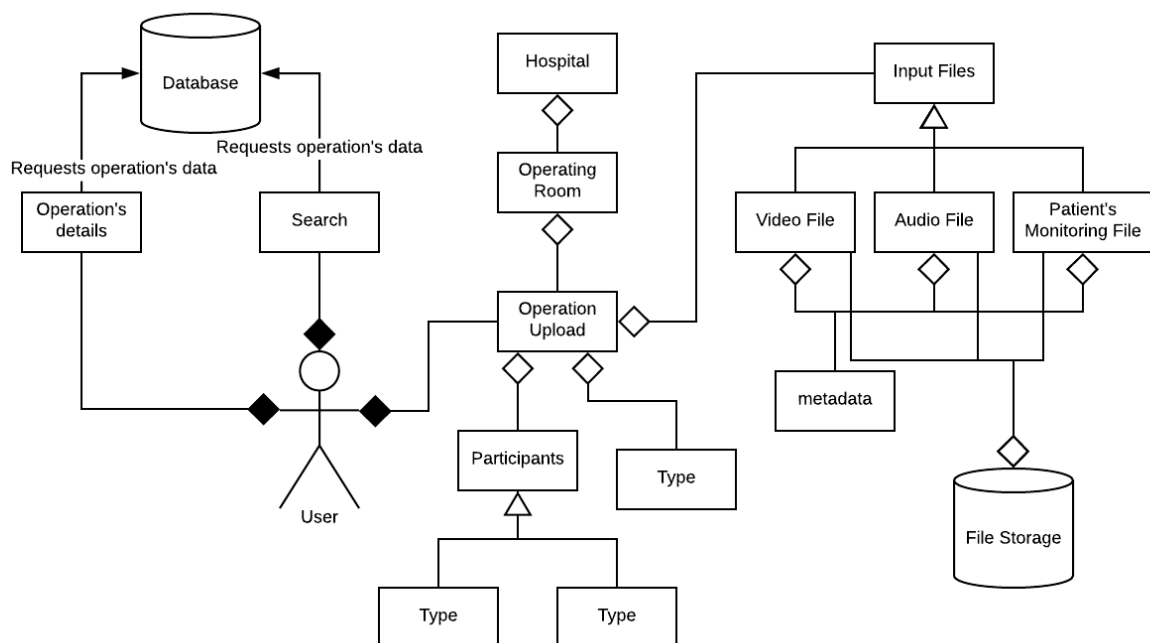 Database
Hospital
Input Files
Requests operation's data
Requests operation's data
Operation's
details
Search
Operating
Room
Video File
Audio File
Patient's
Monitoring File
Operation
Upload
metadata
Participants
Type
User
File Storage
Type
Type